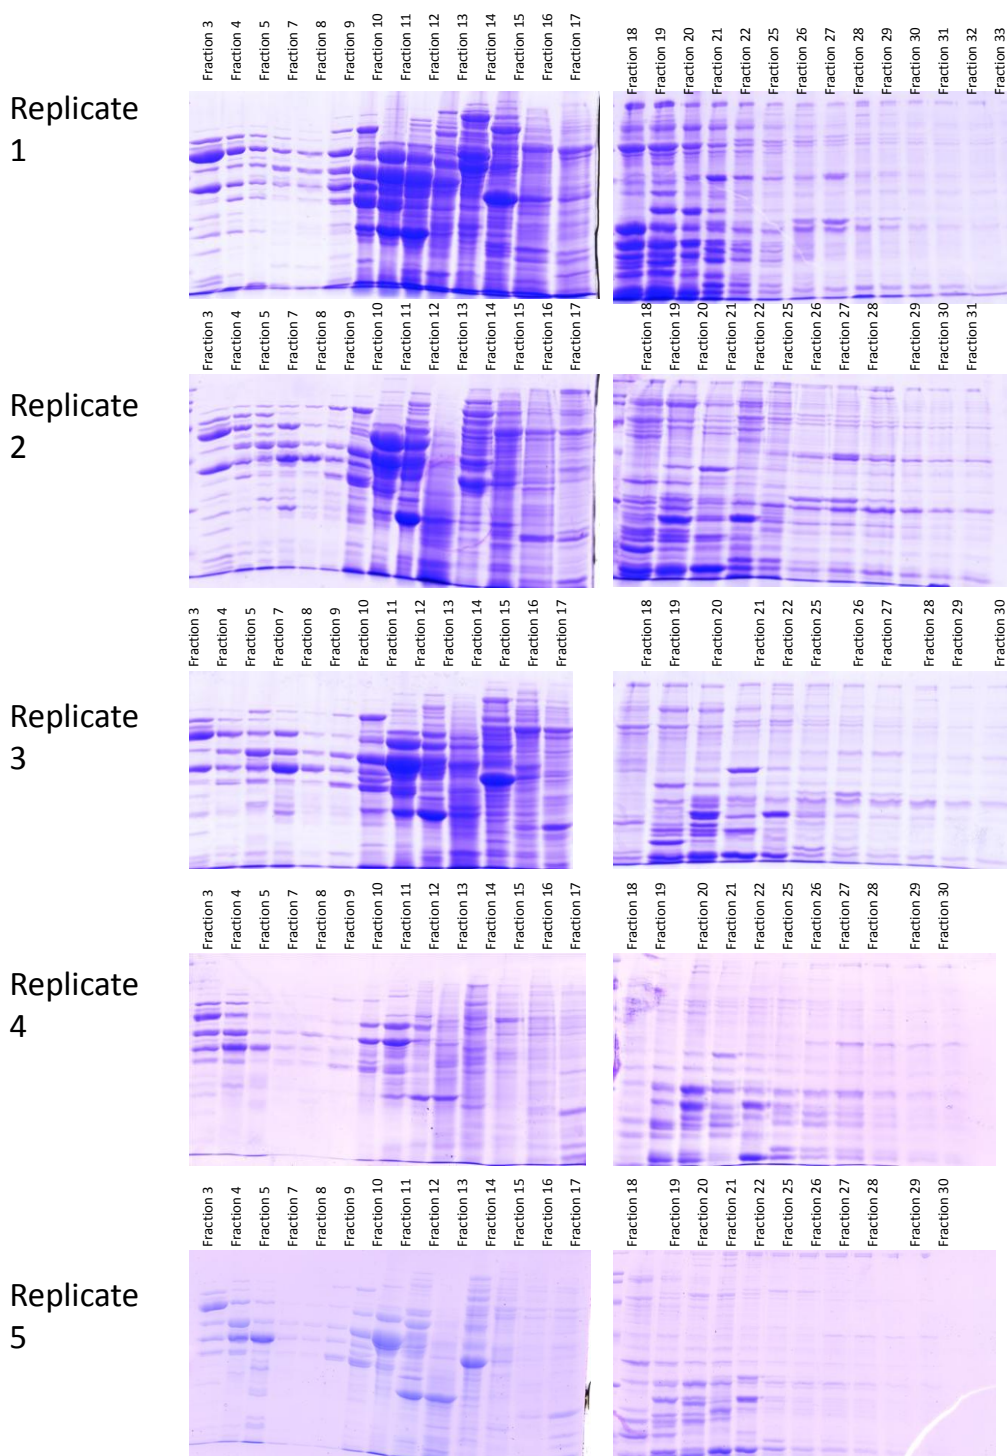 Fraction 3
Fraction 4
Fraction 5
Fraction 7
Fraction 8
Fraction 9
Fraction 10
Fraction 11
Fraction 12
Fraction 13
Fraction 14
Fraction 15
Fraction 16
Fraction 17
Fraction 18
Fraction 19
Fraction 20
Fraction 21
Fraction 22
Fraction 25
Fraction 26
Fraction 27
Fraction 28
Fraction 29
Fraction 30
Fraction 31
Fraction 32
Fraction 33
Replicate
1
Fraction 3
Fraction 4
Fraction 5
Fraction 7
Fraction 8
Fraction 9
Fraction 10
Fraction 11
Fraction 12
Fraction 13
Fraction 14
Fraction 15
Fraction 16
Fraction 17
Fraction 18
Fraction 19
Fraction 20
Fraction 21
Fraction 22
Fraction 25
Fraction 26
Fraction 27
Fraction 28
Fraction 29
Fraction 30
Fraction 31
Replicate
2
Fraction 3
Fraction 4
Fraction 5
Fraction 7
Fraction 8
Fraction 9
Fraction 10
Fraction 11
Fraction 12
Fraction 13
Fraction 14
Fraction 15
Fraction 16
Fraction 17
Fraction 18
Fraction 19
Fraction 20
Fraction 21
Fraction 22
Fraction 25
Fraction 26
Fraction 27
Fraction 28
Fraction 29
Fraction 30
Replicate
3
Fraction 3
Fraction 4
Fraction 5
Fraction 7
Fraction 8
Fraction 9
Fraction 10
Fraction 11
Fraction 12
Fraction 13
Fraction 14
Fraction 15
Fraction 16
Fraction 17
Fraction 18
Fraction 19
Fraction 20
Fraction 21
Fraction 22
Fraction 25
Fraction 26
Fraction 27
Fraction 28
Fraction 29
Fraction 30
Replicate
4
Fraction 3
Fraction 4
Fraction 5
Fraction 7
Fraction 8
Fraction 9
Fraction 10
Fraction 11
Fraction 12
Fraction 13
Fraction 14
Fraction 15
Fraction 16
Fraction 17
Fraction 18
Fraction 19
Fraction 20
Fraction 21
Fraction 22
Fraction 25
Fraction 26
Fraction 27
Fraction 28
Fraction 29
Fraction 30
Replicate
5